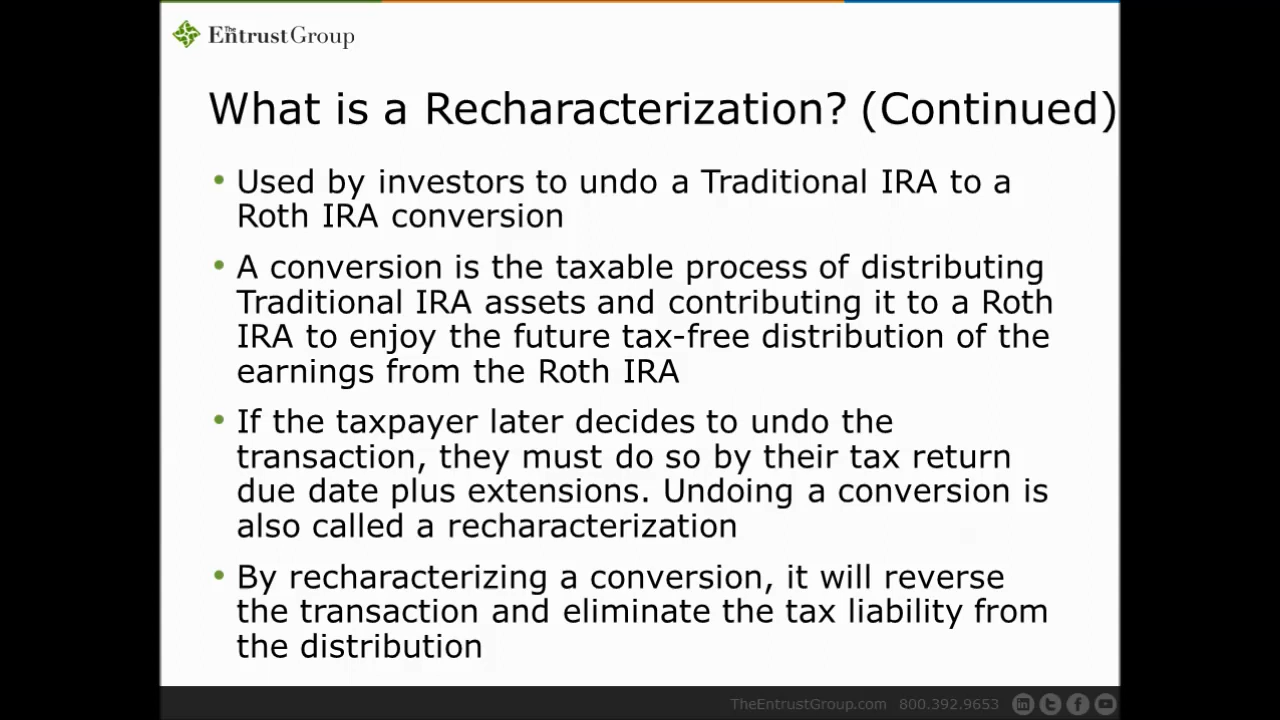 The EntrustGroup
What is a Recharacterization? (Continued)
• Used by investors to undo a Traditional IRA to a
Roth IRA conversion
• A conversion is the taxable process of distributing
Traditional IRA assets and contributing it to a Roth
IRA to enjoy the future tax-free distribution of the
earnings from the Roth IRA
• If the taxpayer later decides to undo the
transaction, they must do so by their tax return
due date plus extensions. Undoing a conversion is
also called a recharacterization
• By recharacterizing a conversion, it will reverse
the transaction and eliminate the tax liability from
the distribution
TheEntrustGroup.com 800.392.9653